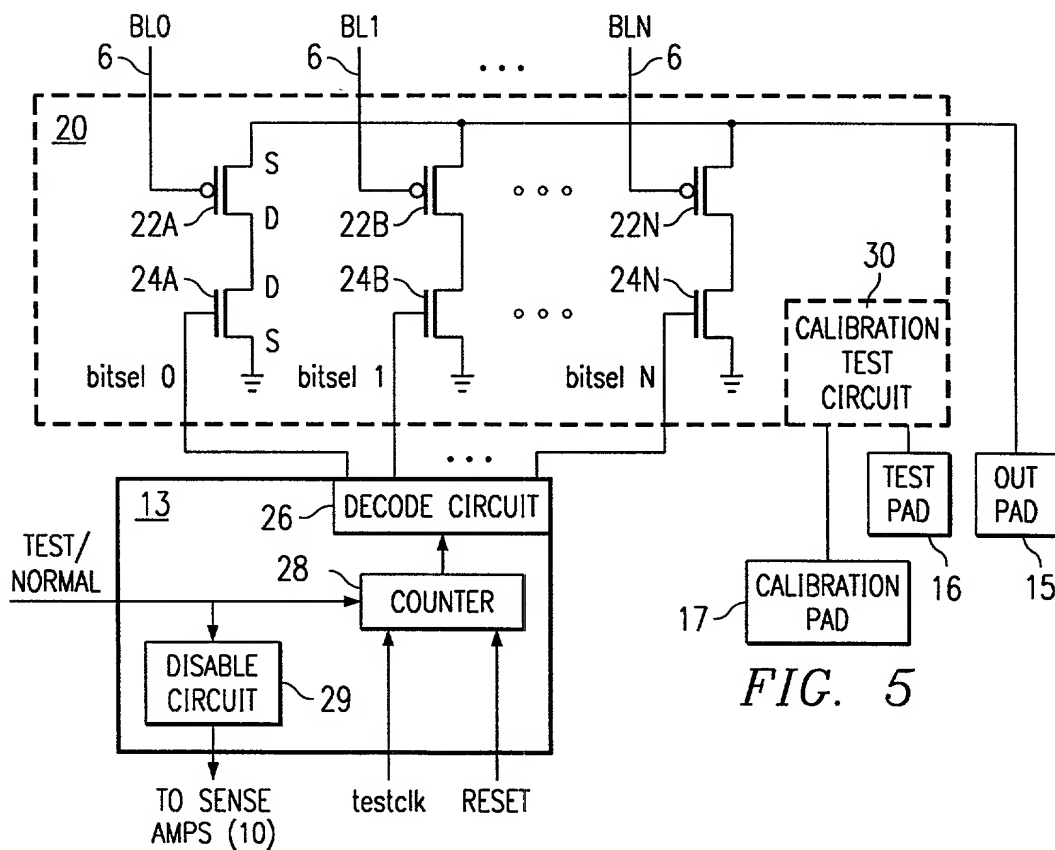 BL0
BL1
BLN
6
6
6
. . .
20
S
D
22A
22B
22N
D
S
24A
24B
24N
30
CALIBRATION
TEST
CIRCUIT
bitsel 0
bitsel 1
bitsel N
. . .
13
26
DECODE CIRCUIT
TEST
PAD
OUT
PAD
16
15
TEST/
NORMAL
28
COUNTER
17
CALIBRATION
PAD
DISABLE
CIRCUIT
29
FIG. 5
TO SENSE
AMPS (10)
testclk
RESET